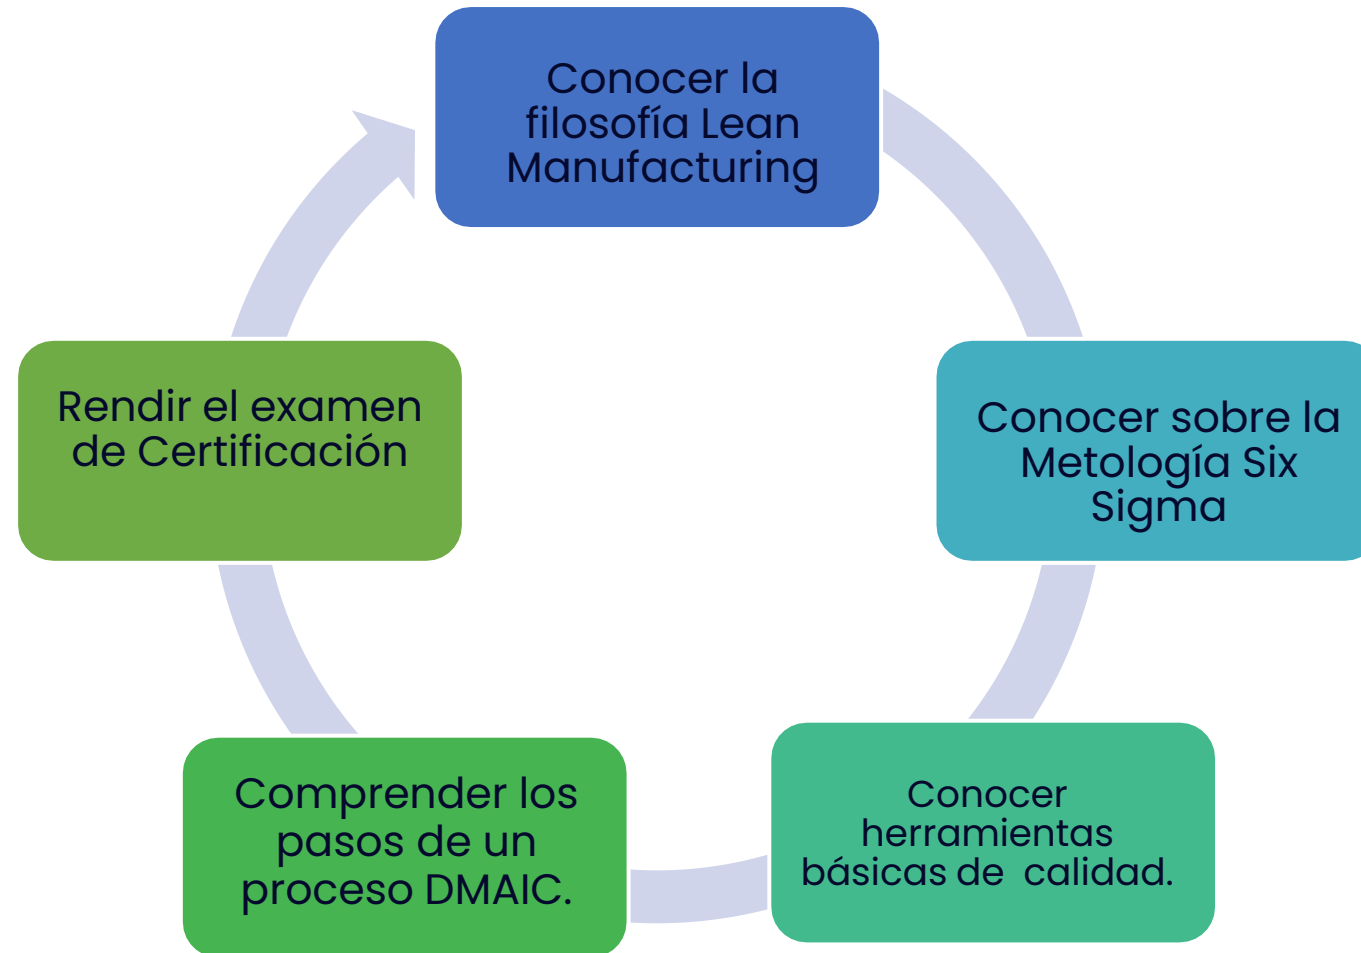 Conocer la
filosofía Lean
Manufacturing
Conocer sobre la
Metología Six
Sigma
Conocer
herramientas
básicas de  calidad.
Comprender los
pasos de un
proceso DMAIC.
Rendir el examen
de Certificación